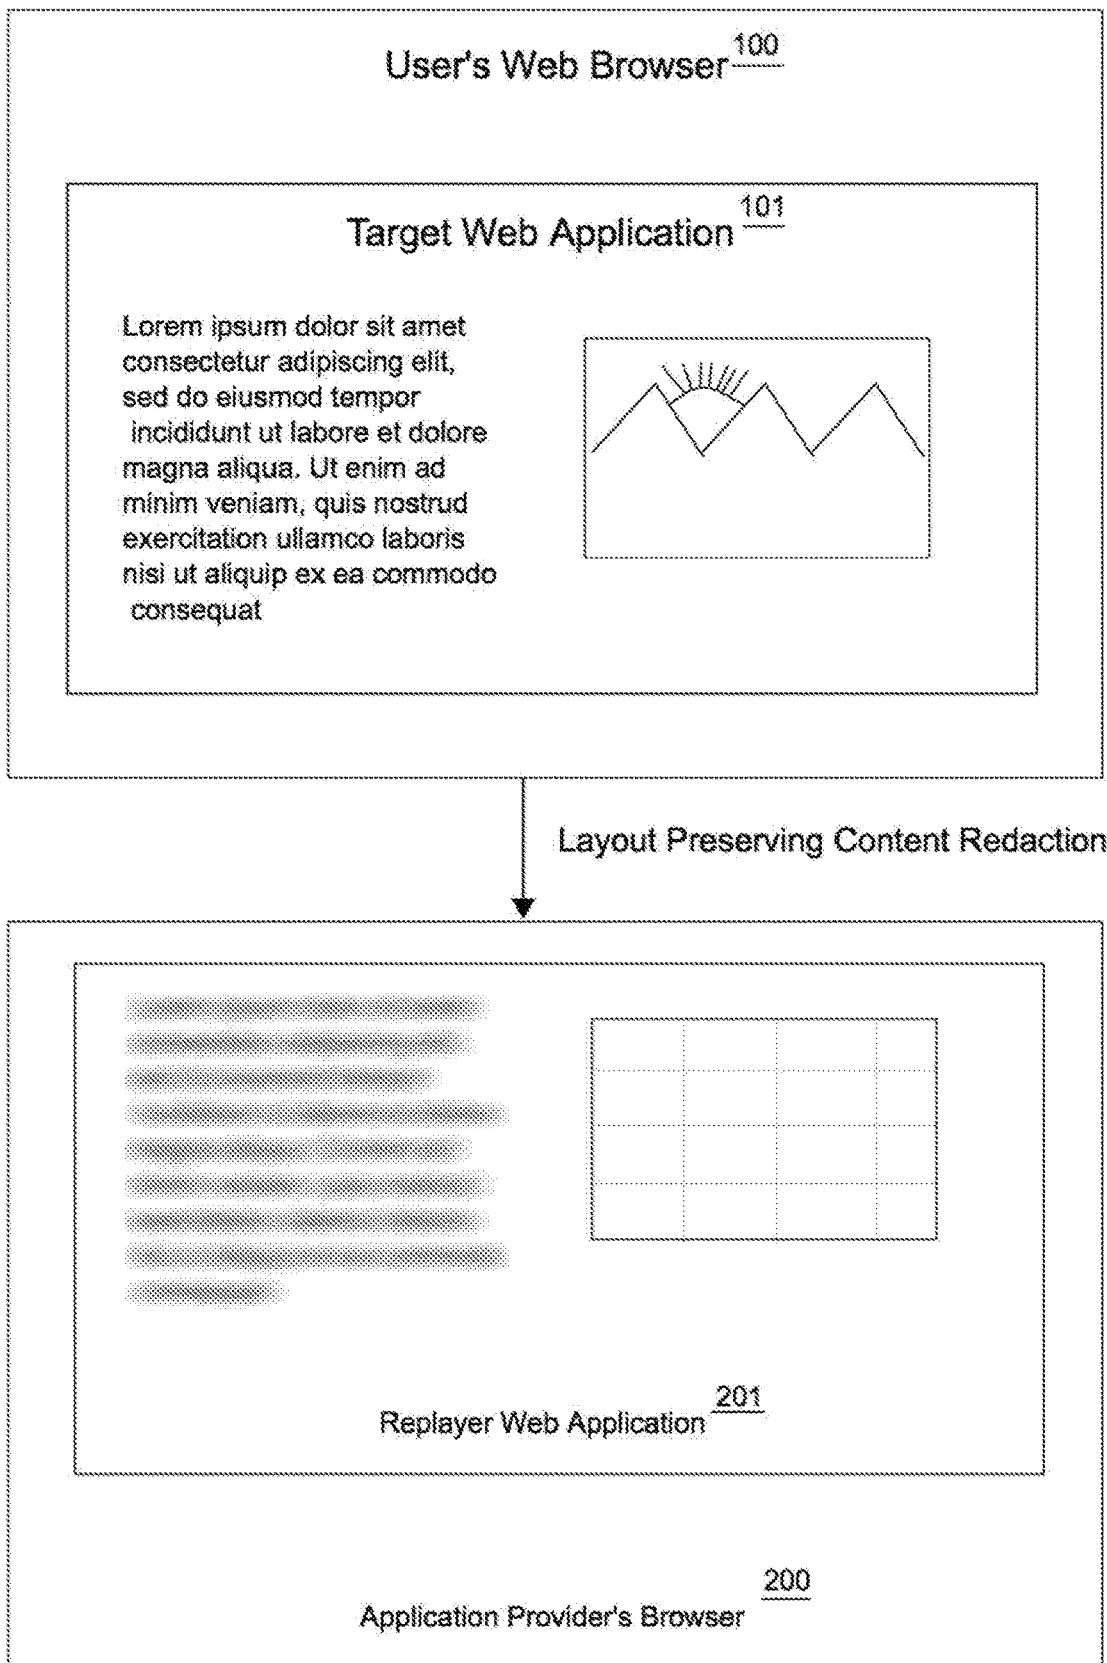 User's Web Browser 100
Target Web Application 101
Lorem ipsum dolor sit amet
consectetur adipiscing elit,
sed do eiusmod tempor
incididunt ut labore et dolore
magna aliqua. Ut enim ad
minim veniam, quis nostrud
exercitation ullamco laboris
nisi ut aliquip ex ea commodo
consequat
Layout Preserving Content Redaction
Replayer Web Application 201
Application Provider's Browser 200